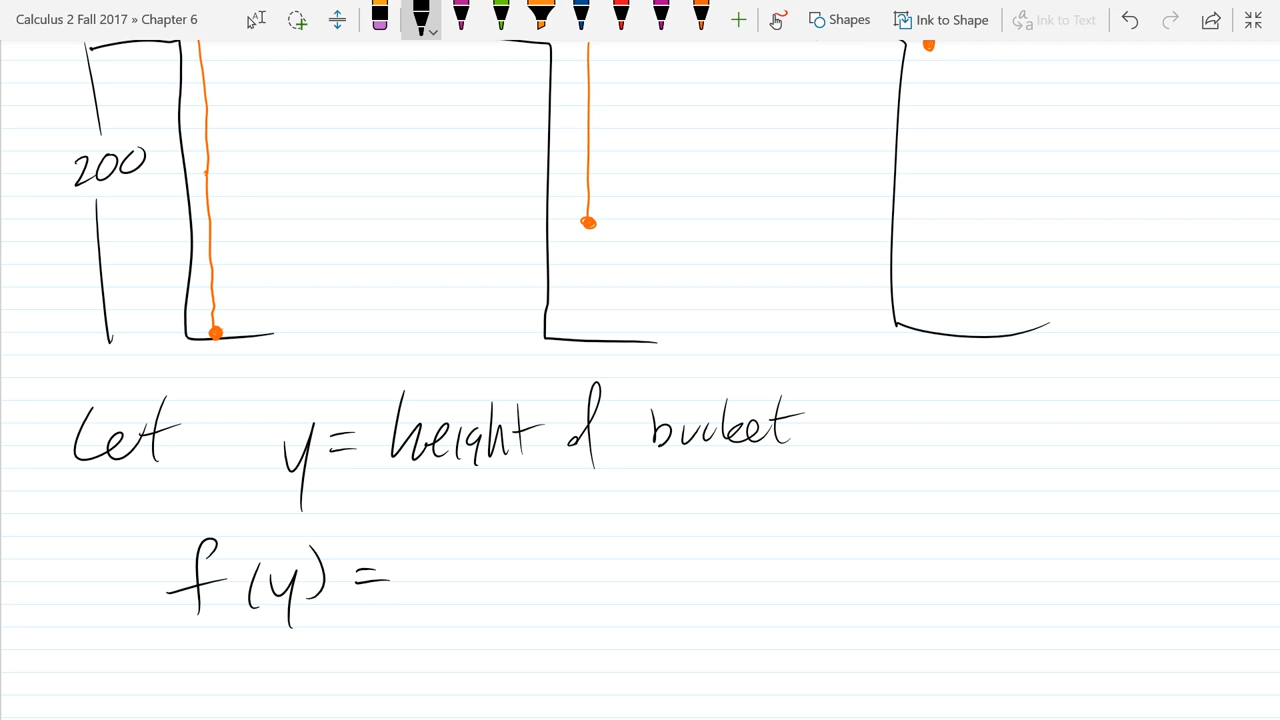 Calculus 2 Fall 2017 » Chapter 6
Shapes
Ink to Shape
Ink to Text
200
Let y = height of bucket
f(y) =